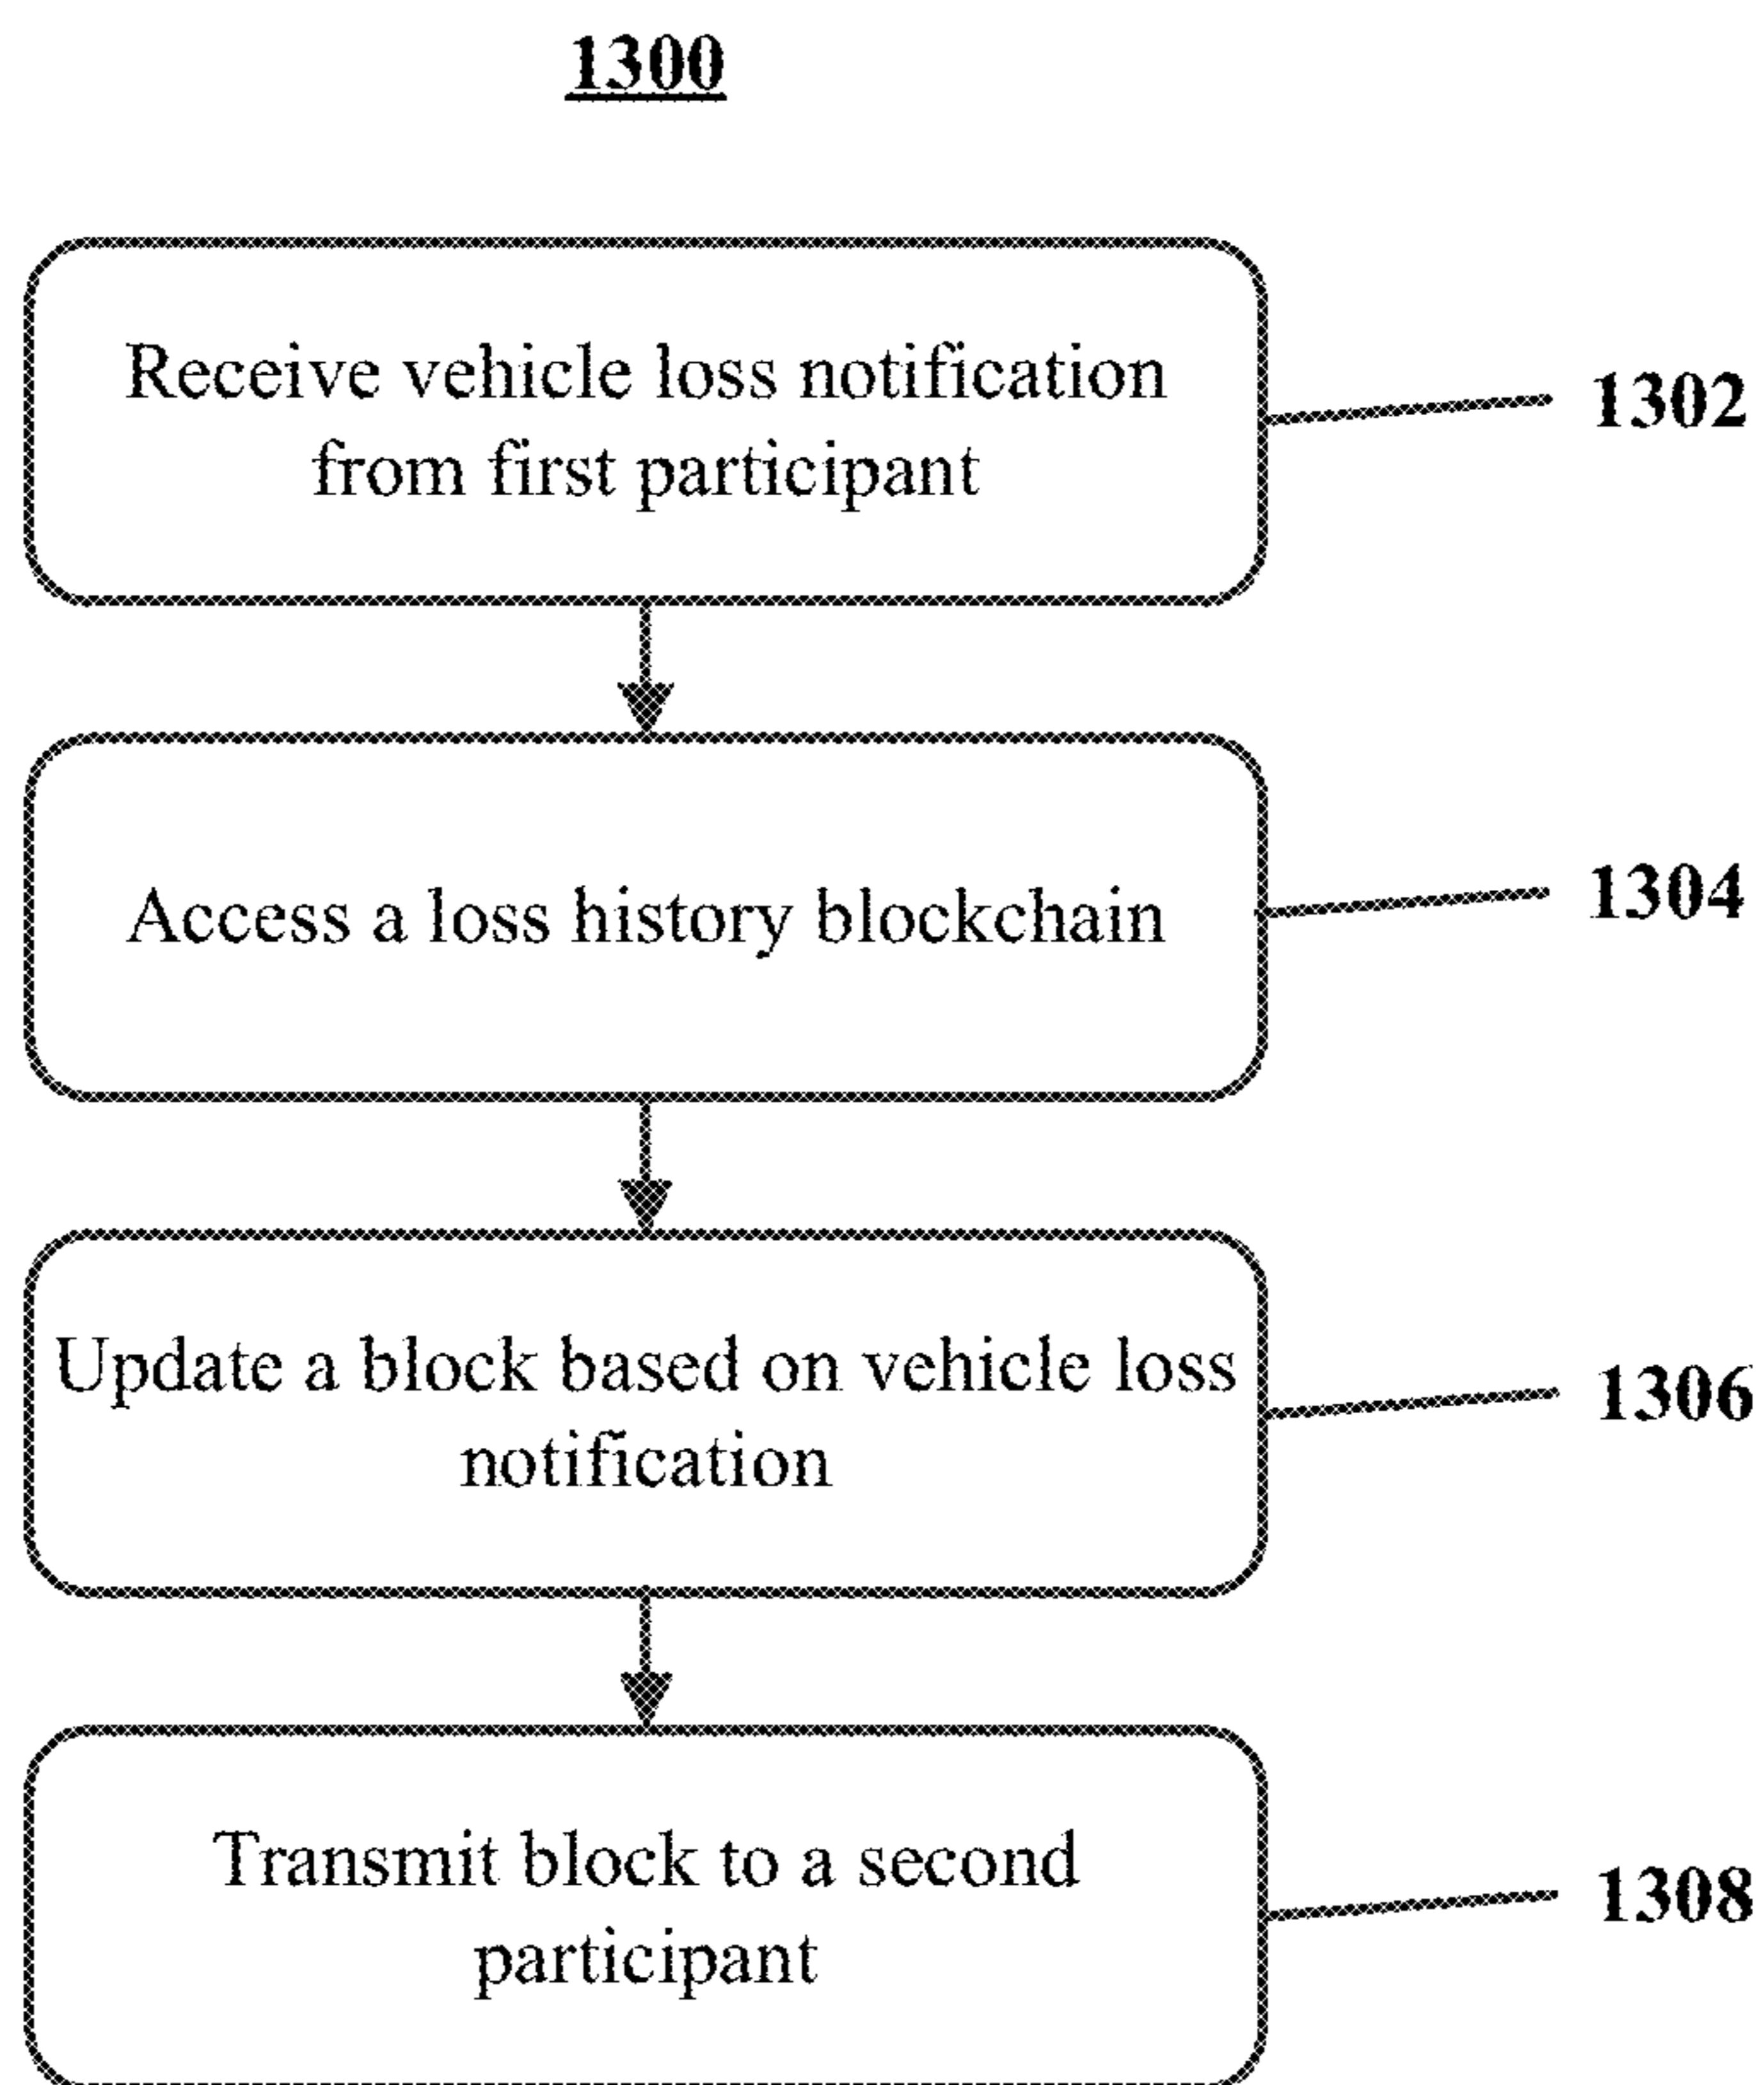 1300
Receive vehicle loss notification
from first participant
1302
Access a loss history blockchain
1304
Update a block based on vehicle loss
notification
1306
Transmit block to a second
participant
1308